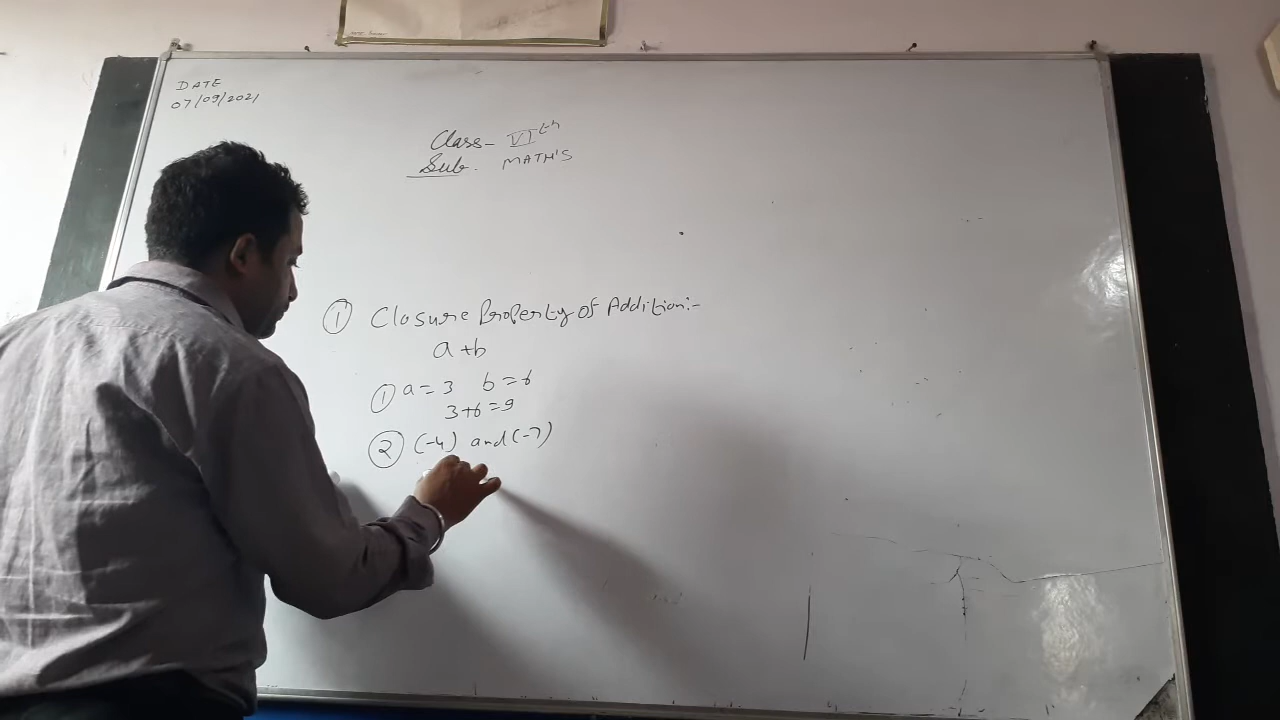 DATE
07/09/2021
Class- VIth
Sub. MATH'S
① Closure Property of Addition:-
a+b
① a=3 b=6
3+6=9
② (-4) and (-7)